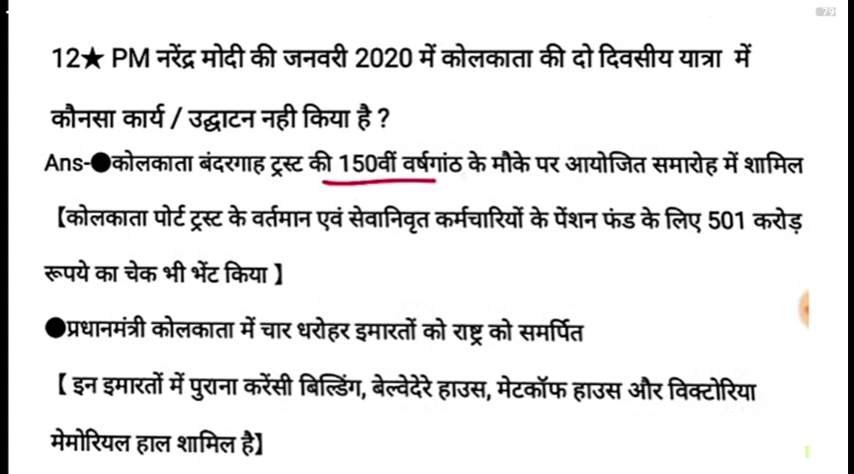 79
12★ PM नरेंद्र मोदी की जनवरी 2020 में कोलकाता की दो दिवसीय यात्रा में
कौनसा कार्य / उद्घाटन नही किया है ?
Ans-●कोलकाता बंदरगाह ट्रस्ट की 150वीं वर्षगांठ के मौके पर आयोजित समारोह में शामिल
【कोलकाता पोर्ट ट्रस्ट के वर्तमान एवं सेवानिवृत कर्मचारियों के पेंशन फंड के लिए 501 करोड़
रूपये का चेक भी भेंट किया 】
●प्रधानमंत्री कोलकाता में चार धरोहर इमारतों को राष्ट्र को समर्पित
【 इन इमारतों में पुराना करेंसी बिल्डिंग, बेल्वेदेरे हाउस, मेटकॉफ हाउस और विक्टोरिया
मेमोरियल हाल शामिल है】